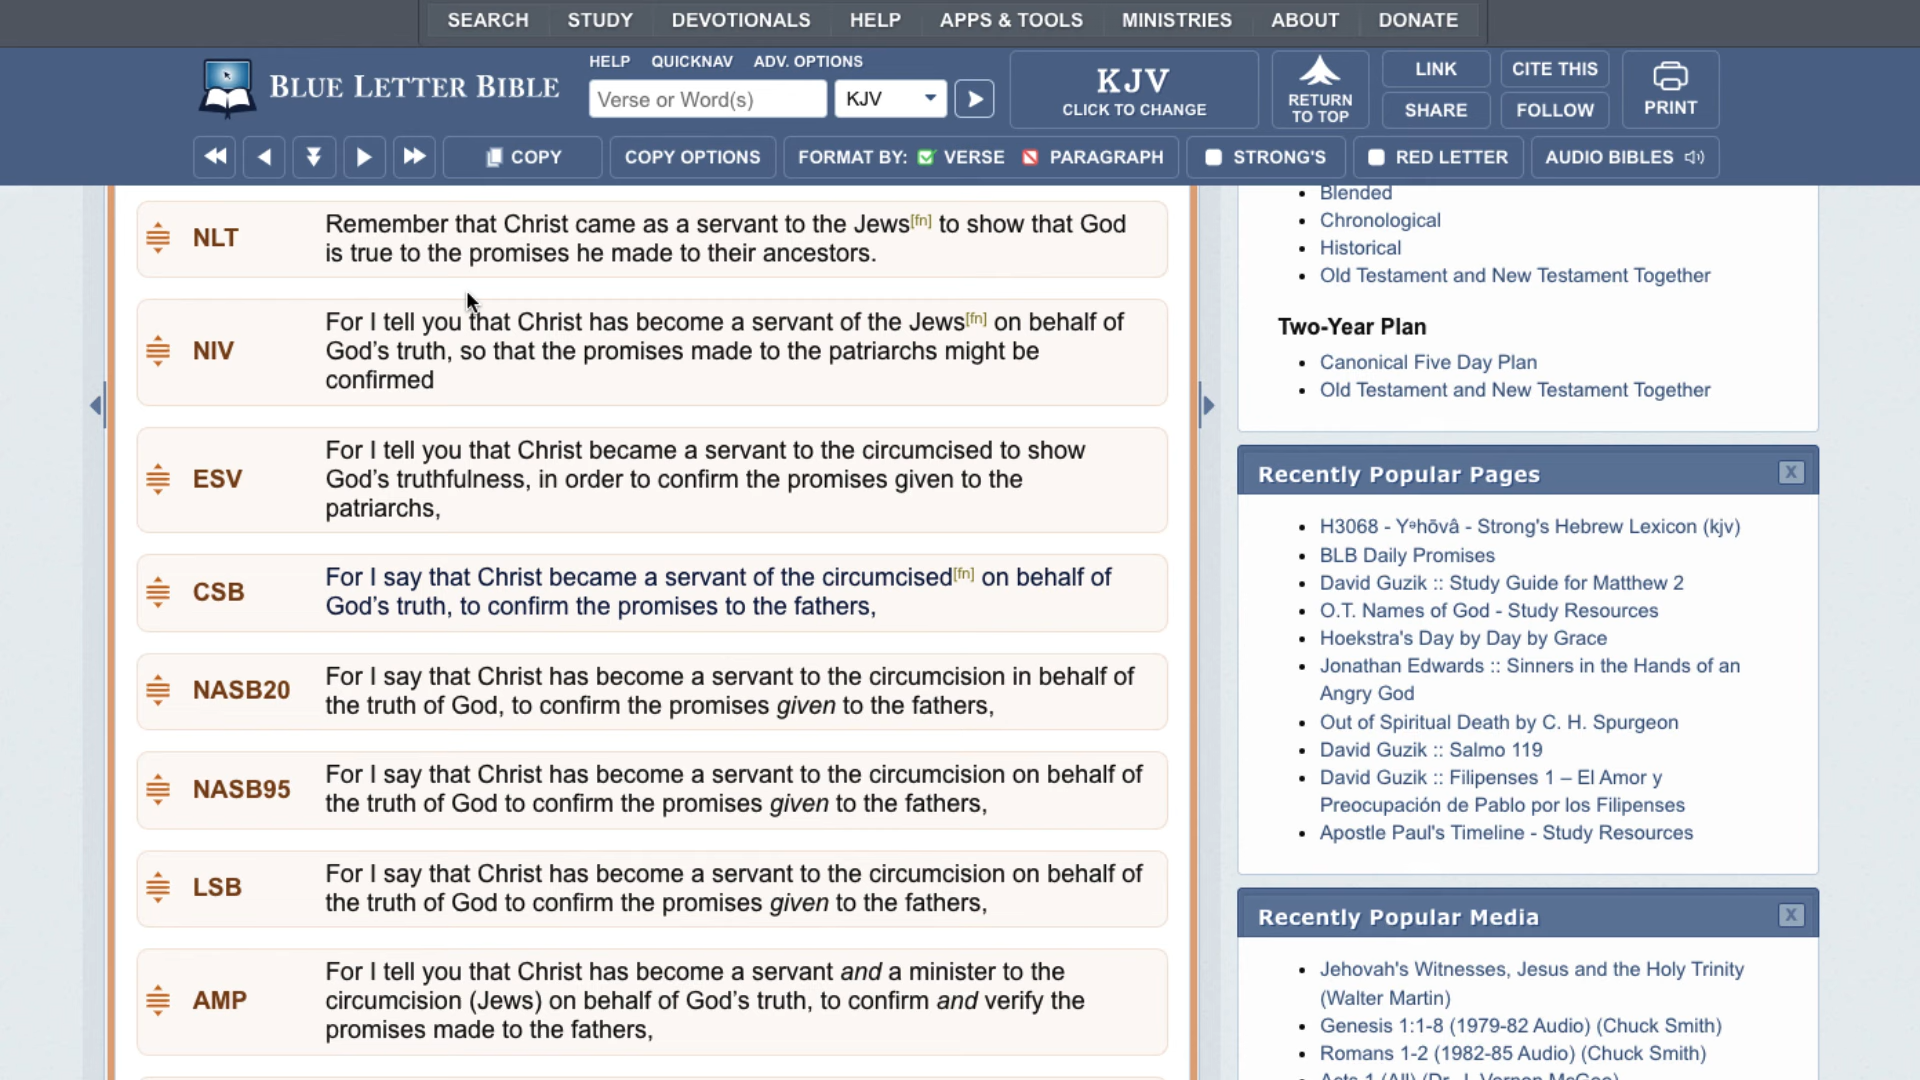 SEARCH STUDY DEVOTIONALS HELP APPS & TOOLS MINISTRIES ABOUT DONATE
BLUE LETTER BIBLE
HELP QUICKNAV ADV. OPTIONS
Verse or Word(s)
KJV
KJV
CLICK TO CHANGE
RETURN
TO TOP
LINK
SHARE
CITE THIS
FOLLOW
PRINT
COPY
COPY OPTIONS
FORMAT BY: VERSE PARAGRAPH
STRONG'S
RED LETTER
AUDIO BIBLES
NLT
Remember that Christ came as a servant to the Jews[fn] to show that God
is true to the promises he made to their ancestors.
NIV
For I tell you that Christ has become a servant of the Jews[fn] on behalf of
God’s truth, so that the promises made to the patriarchs might be
confirmed
ESV
For I tell you that Christ became a servant to the circumcised to show
God’s truthfulness, in order to confirm the promises given to the
patriarchs,
CSB
For I say that Christ became a servant of the circumcised[fn] on behalf of
God’s truth, to confirm the promises to the fathers,
NASB20
For I say that Christ has become a servant to the circumcision in behalf of
the truth of God, to confirm the promises given to the fathers,
NASB95
For I say that Christ has become a servant to the circumcision on behalf of
the truth of God to confirm the promises given to the fathers,
LSB
For I say that Christ has become a servant to the circumcision on behalf of
the truth of God to confirm the promises given to the fathers,
AMP
For I tell you that Christ has become a servant and a minister to the
circumcision (Jews) on behalf of God’s truth, to confirm and verify the
promises made to the fathers,
Blended
Chronological
Historical
Old Testament and New Testament Together
Two-Year Plan
Canonical Five Day Plan
Old Testament and New Testament Together
Recently Popular Pages
X
H3068 - Yᵊhōvâ - Strong's Hebrew Lexicon (kjv)
BLB Daily Promises
David Guzik :: Study Guide for Matthew 2
O.T. Names of God - Study Resources
Hoekstra's Day by Day by Grace
Jonathan Edwards :: Sinners in the Hands of an
Angry God
Out of Spiritual Death by C. H. Spurgeon
David Guzik :: Salmo 119
David Guzik :: Filipenses 1 – El Amor y
Preocupación de Pablo por los Filipenses
Apostle Paul's Timeline - Study Resources
Recently Popular Media
X
Jehovah's Witnesses, Jesus and the Holy Trinity
(Walter Martin)
Genesis 1:1-8 (1979-82 Audio) (Chuck Smith)
Romans 1-2 (1982-85 Audio) (Chuck Smith)
Acts 1 (All) (Dr. J. Vernon McGee)